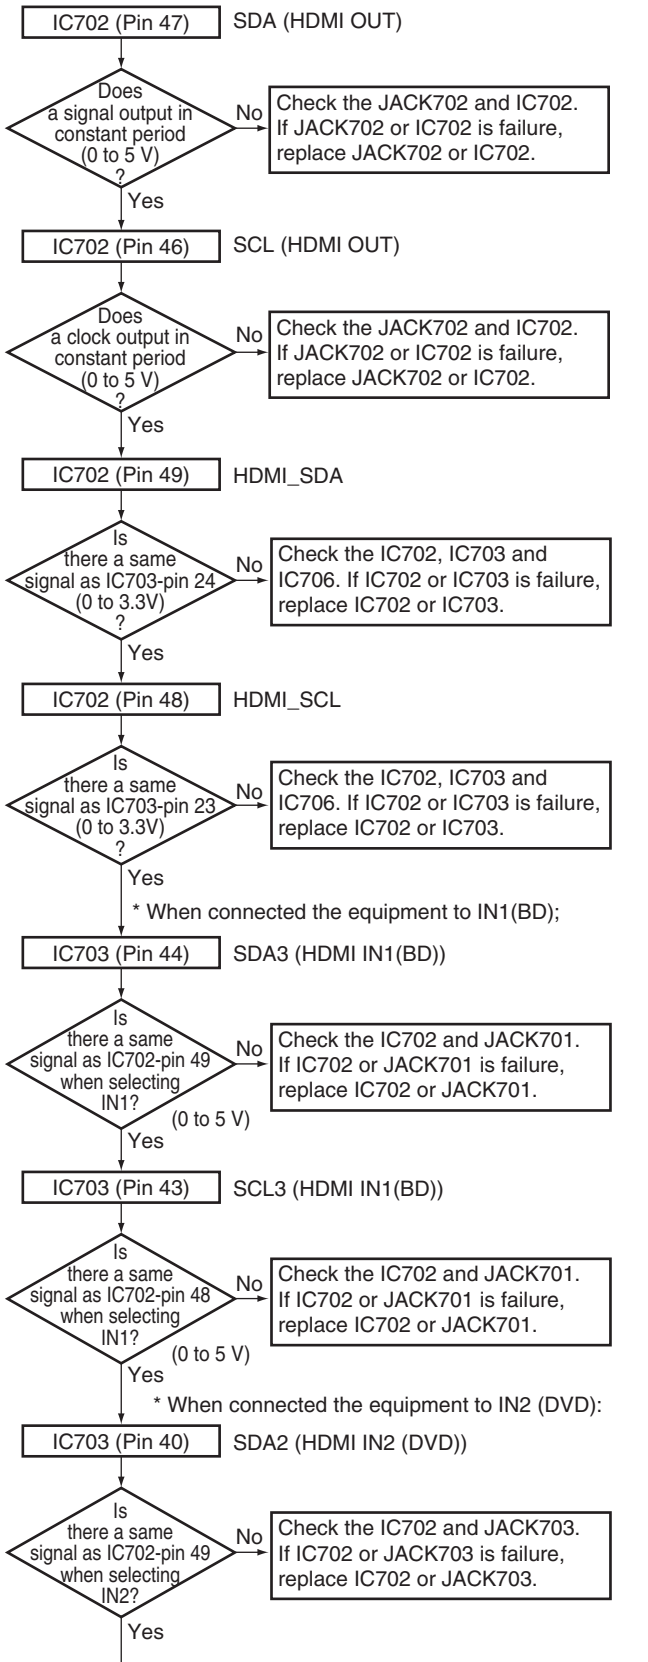 IC702 (Pin 47)
SDA (HDMI OUT)
Does
a signal output in
constant period
(0 to 5 V)
?
No
Check the JACK702 and IC702.
If JACK702 or IC702 is failure,
replace JACK702 or IC702.
Yes
IC702 (Pin 46)
SCL (HDMI OUT)
Does
a clock output in
constant period
(0 to 5 V)
?
No
Check the JACK702 and IC702.
If JACK702 or IC702 is failure,
replace JACK702 or IC702.
Yes
IC702 (Pin 49)
HDMI_SDA
Is
there a same
signal as IC703-pin 24
(0 to 3.3V)
?
No
Check the IC702, IC703 and
IC706. If IC702 or IC703 is failure,
replace IC702 or IC703.
Yes
IC702 (Pin 48)
HDMI_SCL
Is
there a same
signal as IC703-pin 23
(0 to 3.3V)
?
No
Check the IC702, IC703 and
IC706. If IC702 or IC703 is failure,
replace IC702 or IC703.
Yes
* When connected the equipment to IN1(BD);
IC703 (Pin 44)
SDA3 (HDMI IN1(BD))
Is
there a same
signal as IC702-pin 49
when selecting
IN1?
(0 to 5 V)
No
Check the IC702 and JACK701.
If IC702 or JACK701 is failure,
replace IC702 or JACK701.
Yes
IC703 (Pin 43)
SCL3 (HDMI IN1(BD))
Is
there a same
signal as IC702-pin 48
when selecting
IN1?
(0 to 5 V)
No
Check the IC702 and JACK701.
If IC702 or JACK701 is failure,
replace IC702 or JACK701.
Yes
* When connected the equipment to IN2 (DVD):
IC703 (Pin 40)
SDA2 (HDMI IN2 (DVD))
Is
there a same
signal as IC702-pin 49
when selecting
IN2?
No
Check the IC702 and JACK703.
If IC702 or JACK703 is failure,
replace IC702 or JACK703.
Yes